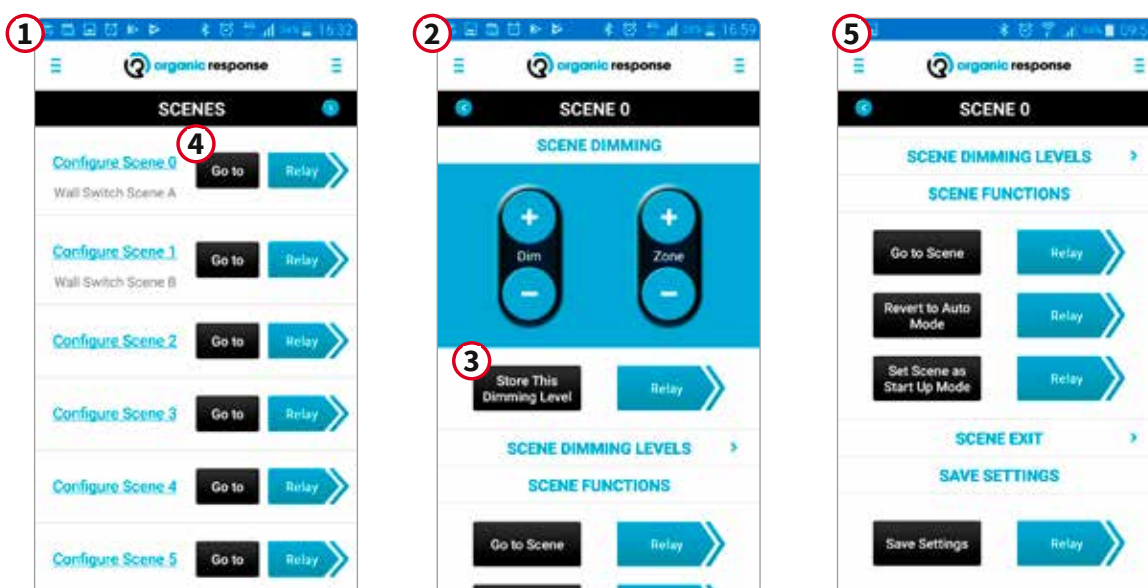 1
16:32
organic response
SCENES
4
Configure Scene 0
Go to
Relay
Wall Switch Scene A
Configure Scene 1
Go to
Relay
Wall Switch Scene B
Configure Scene 2
Go to
Relay
Configure Scene 3
Go to
Relay
Configure Scene 4
Go to
Relay
Configure Scene 5
Go to
Relay
2
16:59
organic response
SCENE 0
SCENE DIMMING
+
+
Dim
Zone
-
-
3
Store This
Dimming Level
Relay
SCENE DIMMING LEVELS
SCENE FUNCTIONS
Go to Scene
Relay
5
organic response
SCENE 0
SCENE DIMMING LEVELS
SCENE FUNCTIONS
Go to Scene
Relay
Revert to Auto
Mode
Relay
Set Scene as
Start Up Mode
Relay
SCENE EXIT
SAVE SETTINGS
Save Settings
Relay